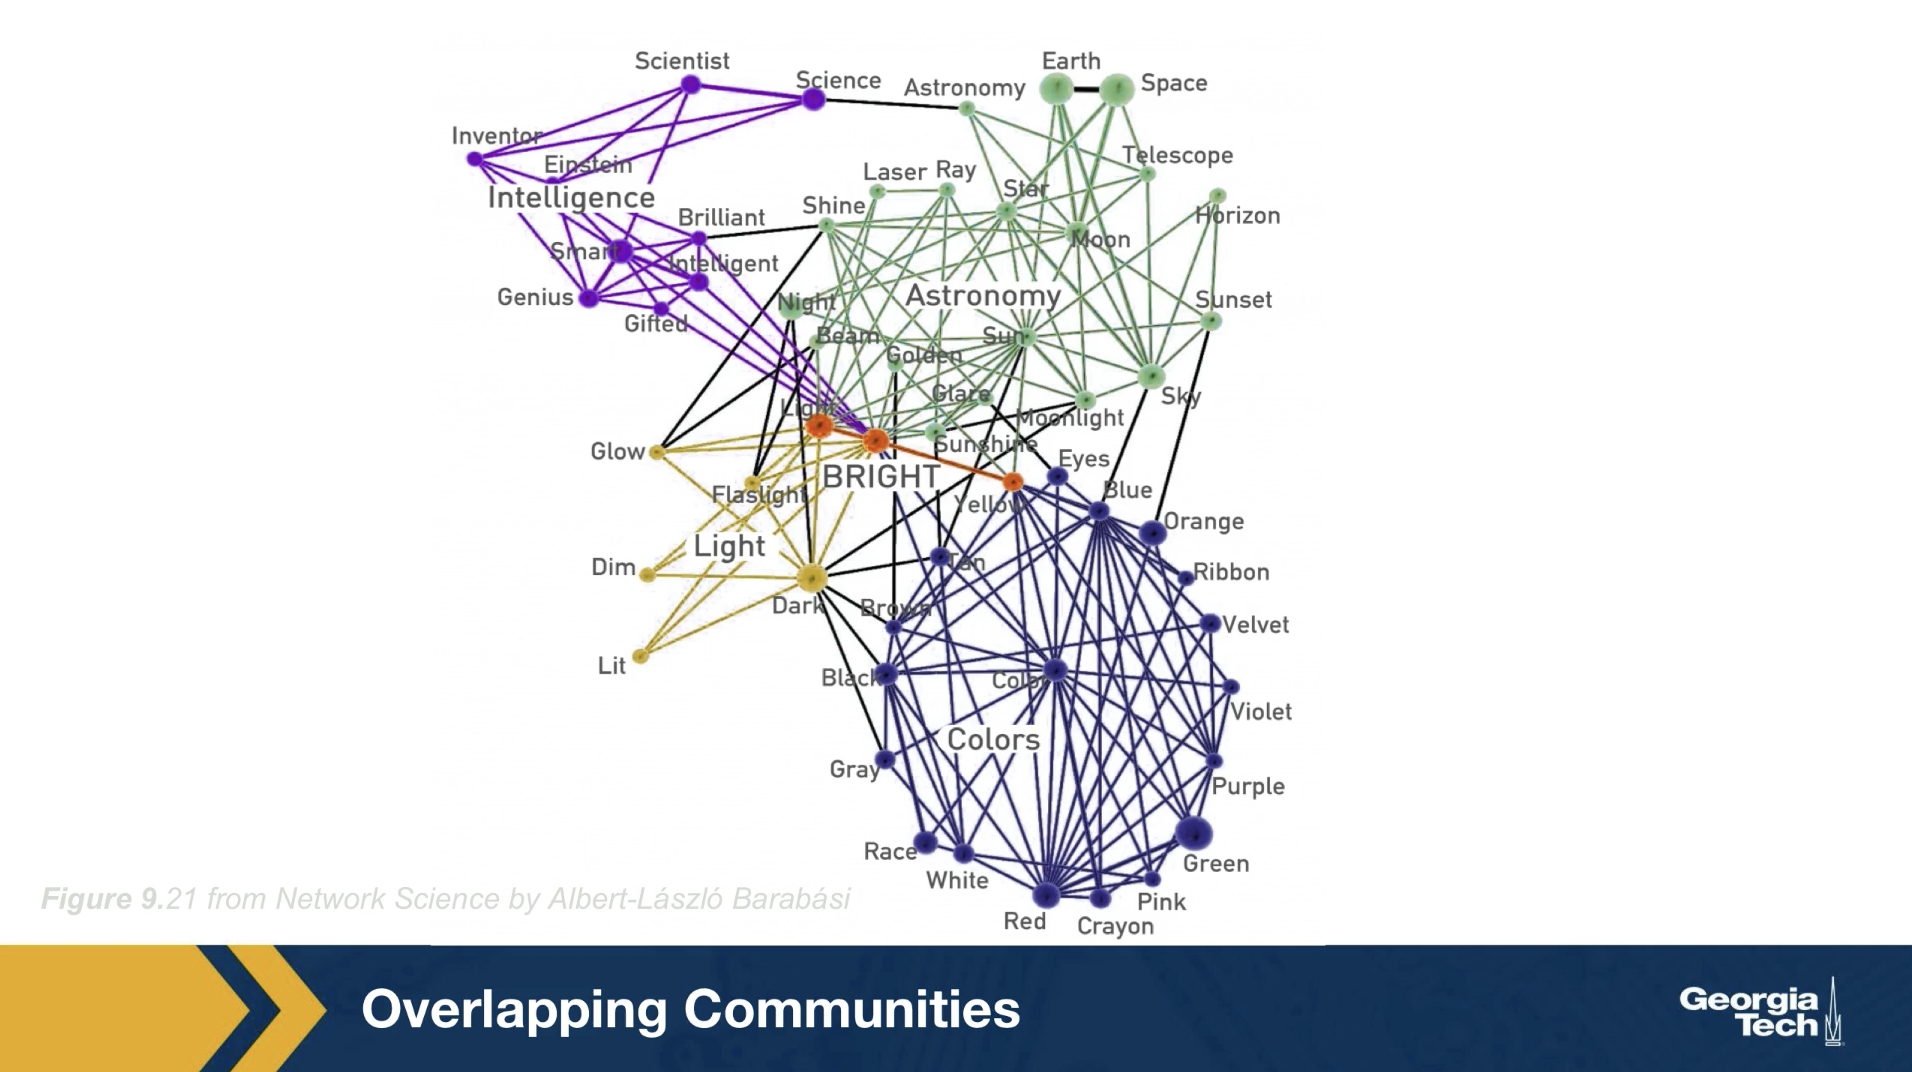 Scientist
Science
Astronomy
Earth
Space
Inventor
Einstein
Intelligence
Laser
Ray
Telescope
Star
Shine
Horizon
Brilliant
Moon
Smart
Intelligent
Genius
Gifted
Night
Astronomy
Sunset
Beam
Sun
Golden
Glare
Sky
Light
Moonlight
Sunshine
Glow
Eyes
BRIGHT
Flaslight
Yellow
Blue
Orange
Light
Tan
Dim
Ribbon
Dark
Brown
Velvet
Lit
Black
Color
Violet
Colors
Gray
Purple
Race
White
Green
Pink
Red
Crayon
Figure 9.21 from Network Science by Albert-László Barabási
Overlapping Communities
Georgia
Tech